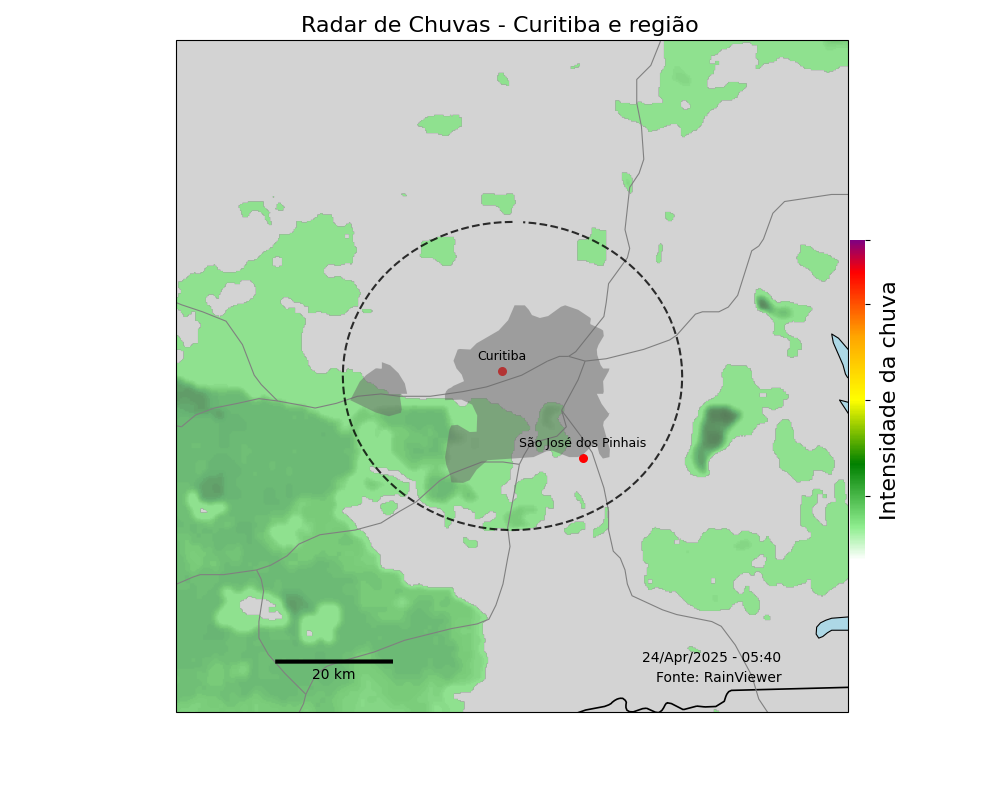 Radar de Chuvas - Curitiba e região
Curitiba
São José dos Pinhais
Intensidade da chuva
24/Apr/2025 - 05:40
20 km
Fonte: RainViewer